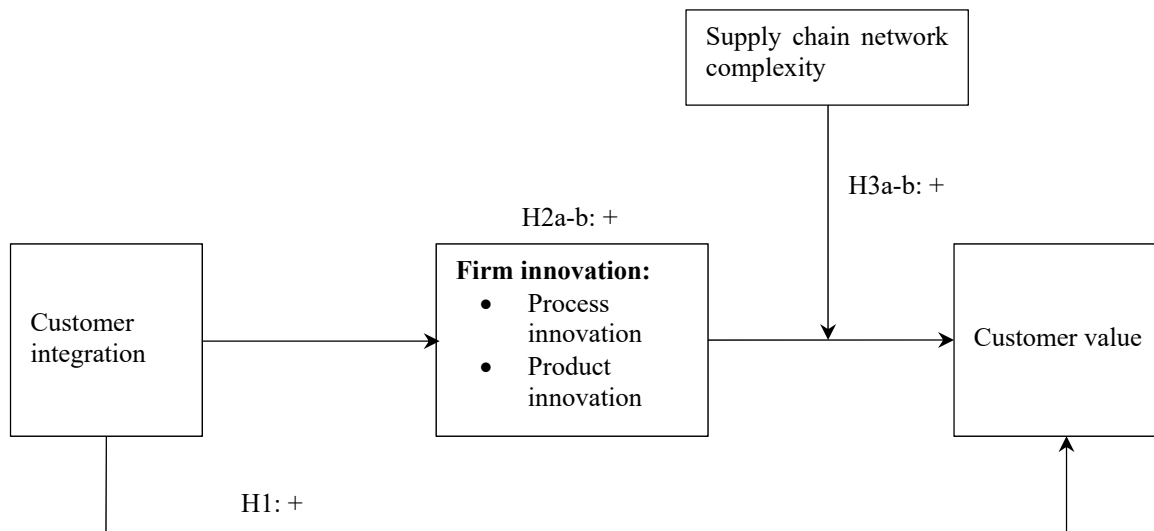 Supply chain network
complexity
H3a-b: +
H2a-b: +
Customer
integration
Firm innovation:
• Process
innovation
• Product
innovation
Customer value
H1: +